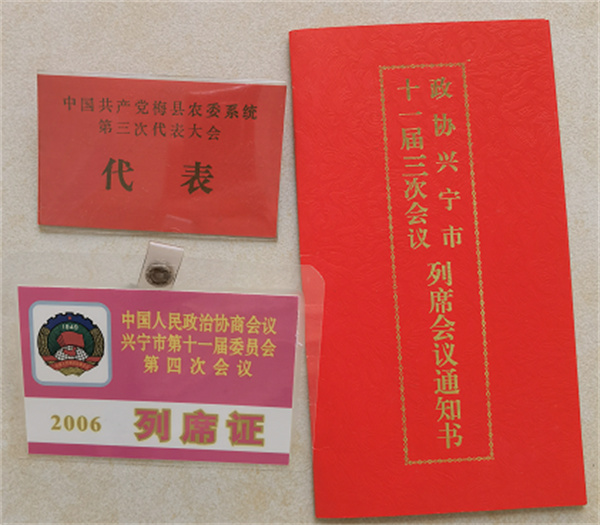 中国共产党梅县农委系统
第三次代表大会
代 表
政协兴宁市
十一届三次会议
列席会议通知书
中国人民政治协商会议
兴宁市第十一届委员会
第四次会议
2006 列席证